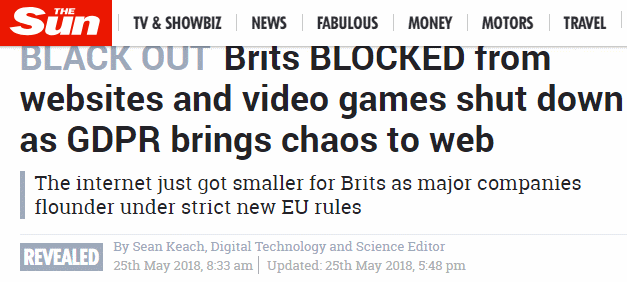 THE
Sun
TV & SHOWBIZ | NEWS | FABULOUS | MONEY | MOTORS | TRAVEL
BLACK OUT Brits BLOCKED from
websites and video games shut down
as GDPR brings chaos to web
The internet just got smaller for Brits as major companies
flounder under strict new EU rules
REVEALED
By Sean Keach, Digital Technology and Science Editor
25th May 2018, 8:33 am | Updated: 25th May 2018, 5:48 pm